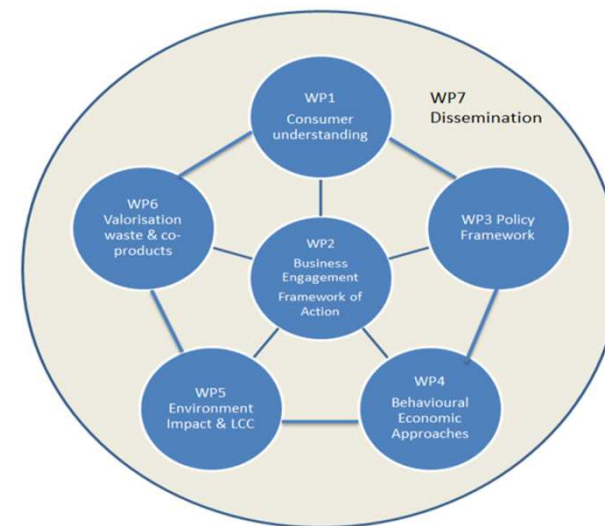 WP1
Consumer
understanding
WP7
Dissemination
WP6
Valorisation
waste & co-
products
WP3 Policy
Framework
WP2
Business
Engagement
Framework of
Action
WP5
Environment
Impact & LCC
WP4
Behavioural
Economic
Approaches